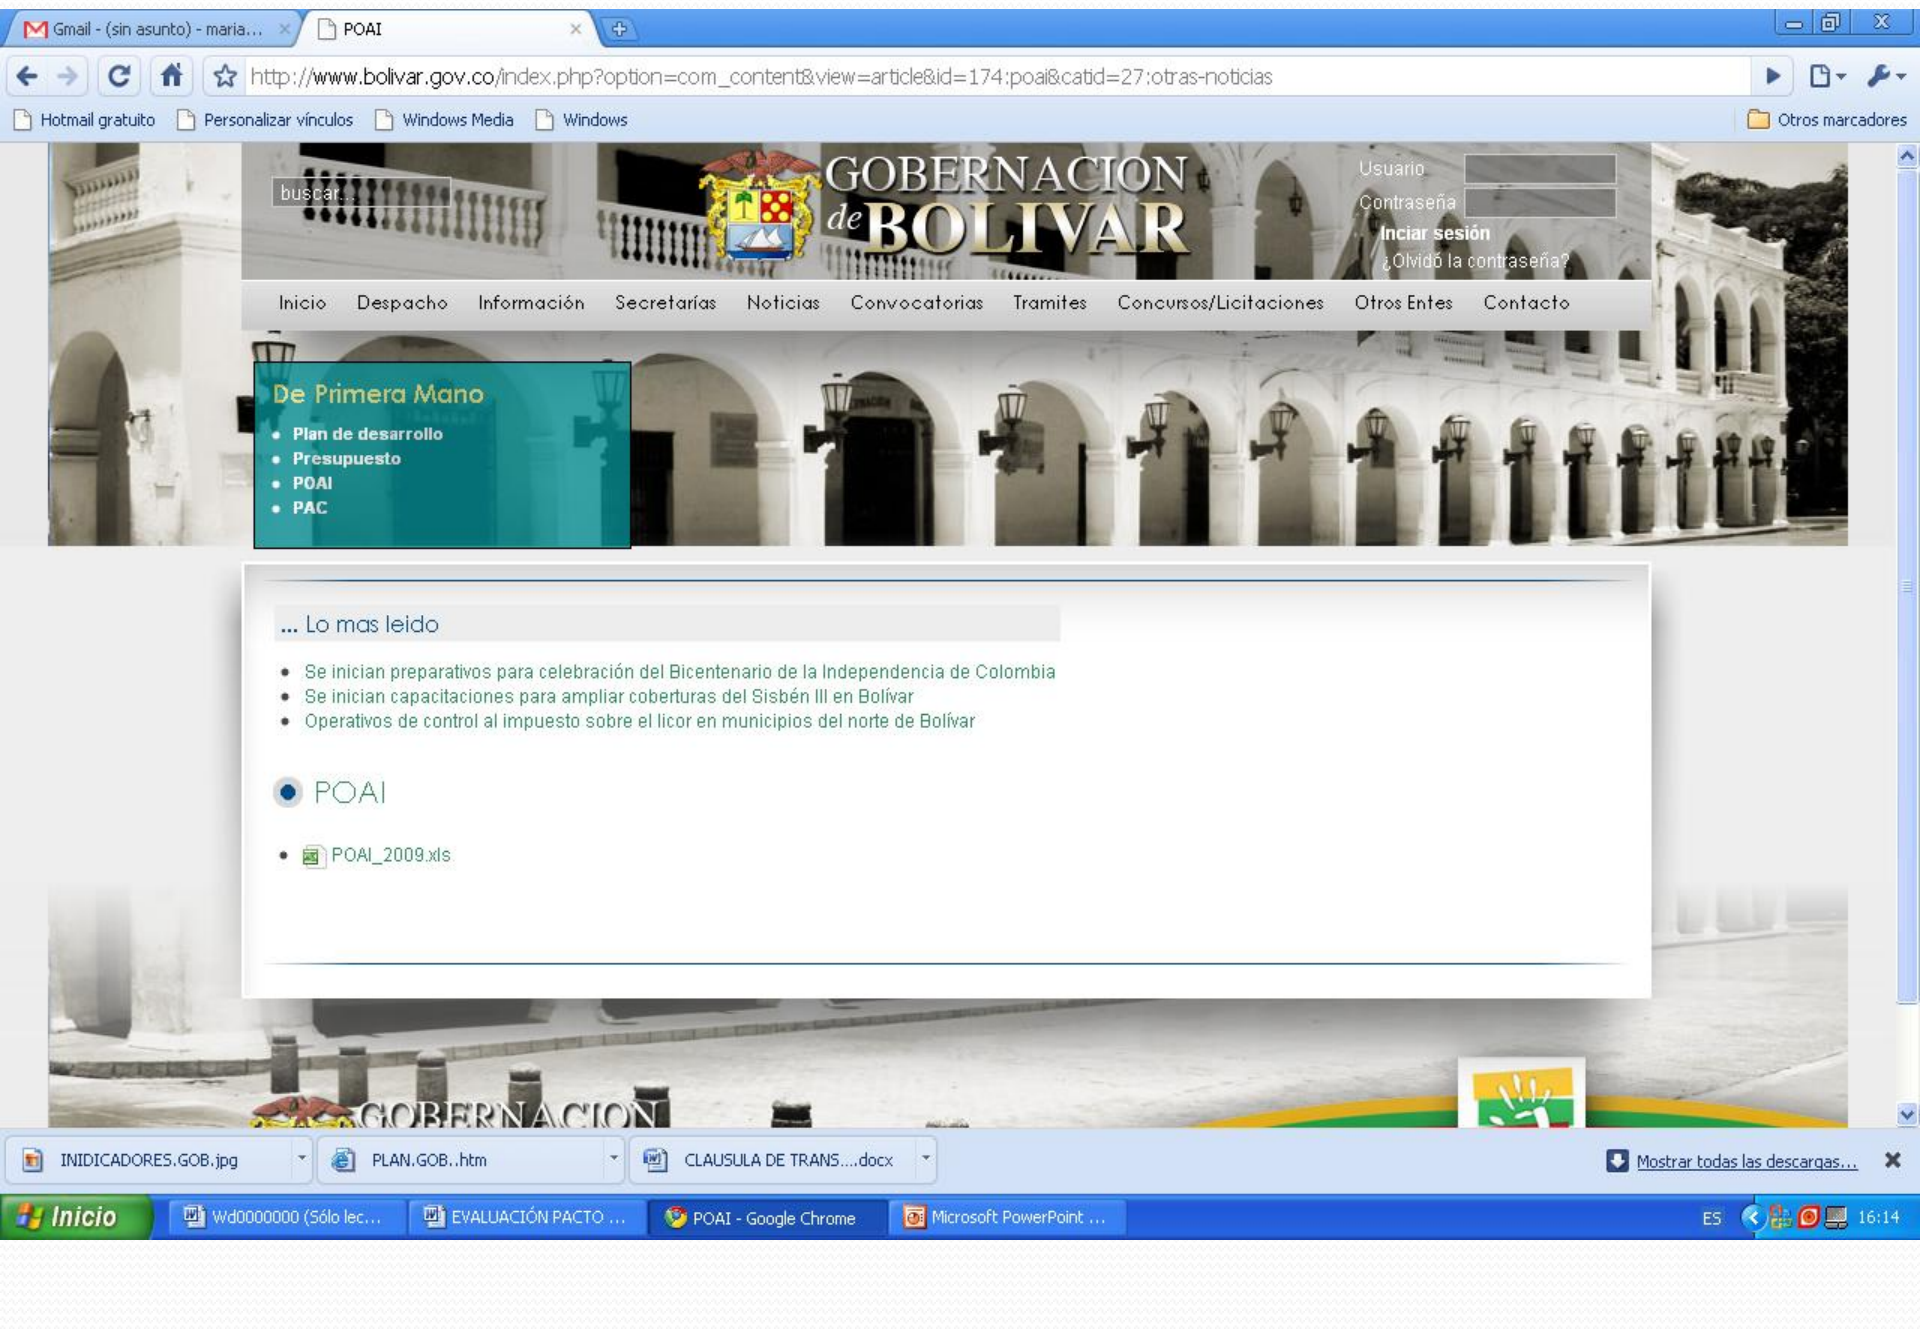 Gmail - (sin asunto) - maria...
POAI
http://www.bolivar.gov.co/index.php?option=com_content&view=article&id=174:poai&catid=27:otras-noticias
Hotmail gratuito Personalizar vínculos Windows Media Windows Otros marcadores
buscar...
GOBERNACION
de BOLIVAR
Usuario
Contraseña
Inciar sesión
¿Olvidó la contraseña?
Inicio Despacho Información Secretarías Noticias Convocatorias Tramites Concursos/Licitaciones Otros Entes Contacto
De Primera Mano
Plan de desarrollo
Presupuesto
POAI
PAC
... Lo mas leido
Se inician preparativos para celebración del Bicentenario de la Independencia de Colombia
Se inician capacitaciones para ampliar coberturas del Sisbén III en Bolívar
Operativos de control al impuesto sobre el licor en municipios del norte de Bolívar
POAI
POAI_2009.xls
GOBERNACION
INIDICADORES.GOB.jpg PLAN.GOB..htm CLAUSULA DE TRANS....docx Mostrar todas las descargas...
Inicio Wd0000000 (Sólo lec... EVALUACIÓN PACTO ... POAI - Google Chrome Microsoft PowerPoint ... ES 16:14